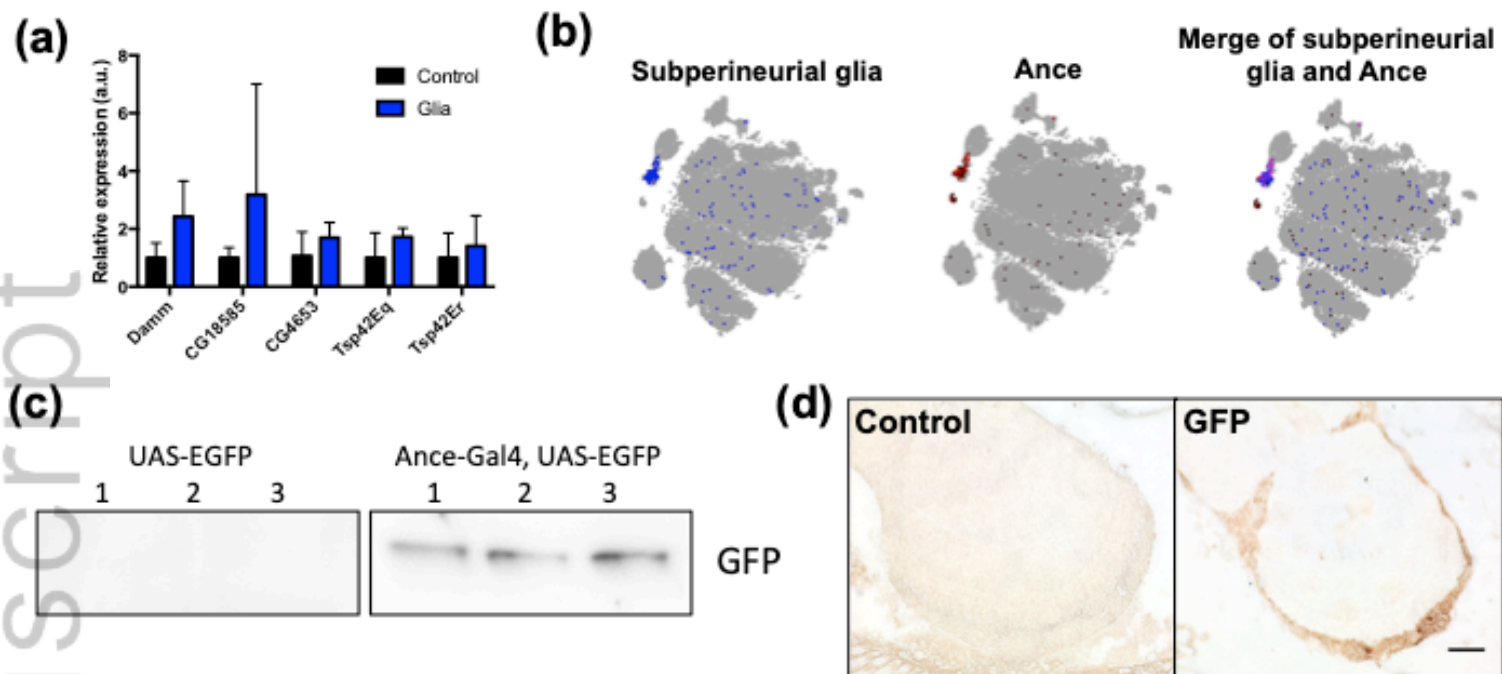 (a)
Relative expression (a.u.)
8
6
4
2
0
Control
Glia
Damm
CG18585
CG4653
Tsp42Eq
Tsp42Er
(b)
Subperineurial glia
Ance
Merge of subperineurial
glia and Ance
script
(c)
UAS-EGFP
1 2 3
Ance-Gal4, UAS-EGFP
1 2 3
GFP
(d)
Control
GFP